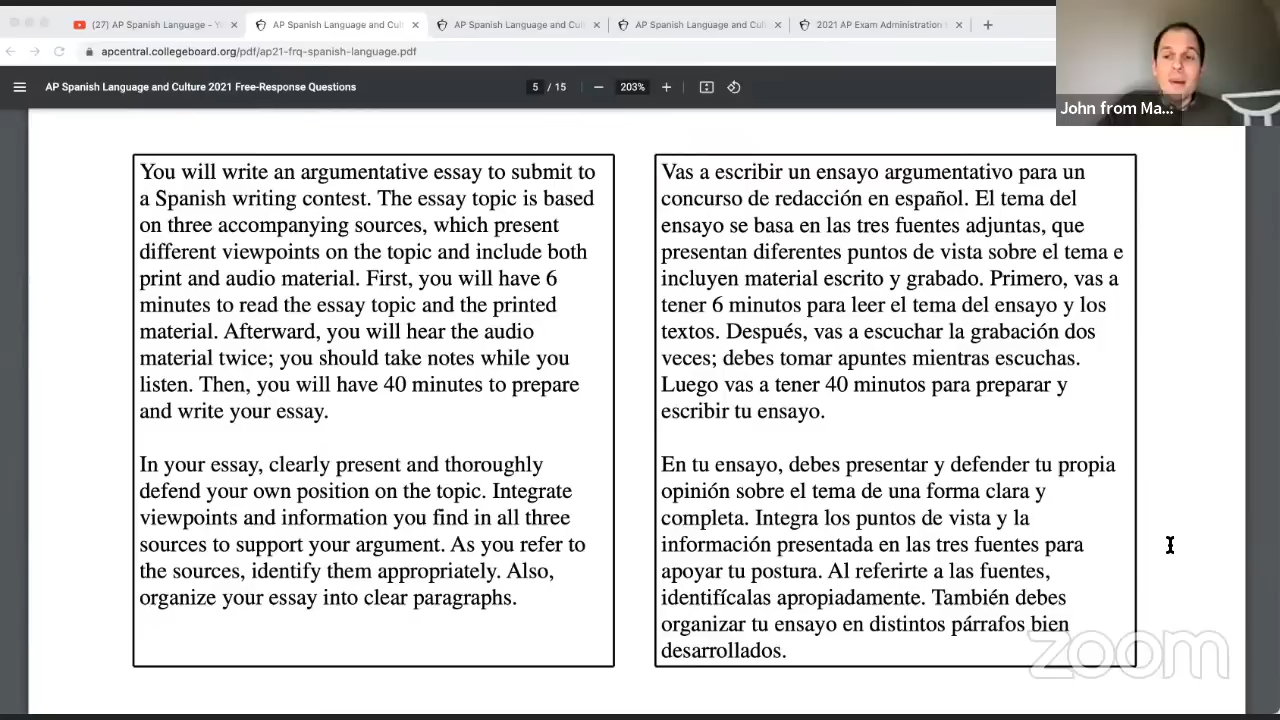 (27) AP Spanish Language - Y
AP Spanish Language and Cult
AP Spanish Language and Cult
AP Spanish Language and Cult
2021 AP Exam Administration S
apcentral.collegeboard.org/pdf/ap21-frq-spanish-language.pdf
AP Spanish Language and Culture 2021 Free-Response Questions
5 / 15
203%
John from Ma...
You will write an argumentative essay to submit to
a Spanish writing contest. The essay topic is based
on three accompanying sources, which present
different viewpoints on the topic and include both
print and audio material. First, you will have 6
minutes to read the essay topic and the printed
material. Afterward, you will hear the audio
material twice; you should take notes while you
listen. Then, you will have 40 minutes to prepare
and write your essay.
In your essay, clearly present and thoroughly
defend your own position on the topic. Integrate
viewpoints and information you find in all three
sources to support your argument. As you refer to
the sources, identify them appropriately. Also,
organize your essay into clear paragraphs.
Vas a escribir un ensayo argumentativo para un
concurso de redacción en español. El tema del
ensayo se basa en las tres fuentes adjuntas, que
presentan diferentes puntos de vista sobre el tema e
incluyen material escrito y grabado. Primero, vas a
tener 6 minutos para leer el tema del ensayo y los
textos. Después, vas a escuchar la grabación dos
veces; debes tomar apuntes mientras escuchas.
Luego vas a tener 40 minutos para preparar y
escribir tu ensayo.
En tu ensayo, debes presentar y defender tu propia
opinión sobre el tema de una forma clara y
completa. Integra los puntos de vista y la
información presentada en las tres fuentes para
apoyar tu postura. Al referirte a las fuentes,
identifícalas apropiadamente. También debes
organizar tu ensayo en distintos párrafos bien
desarrollados.
zoom